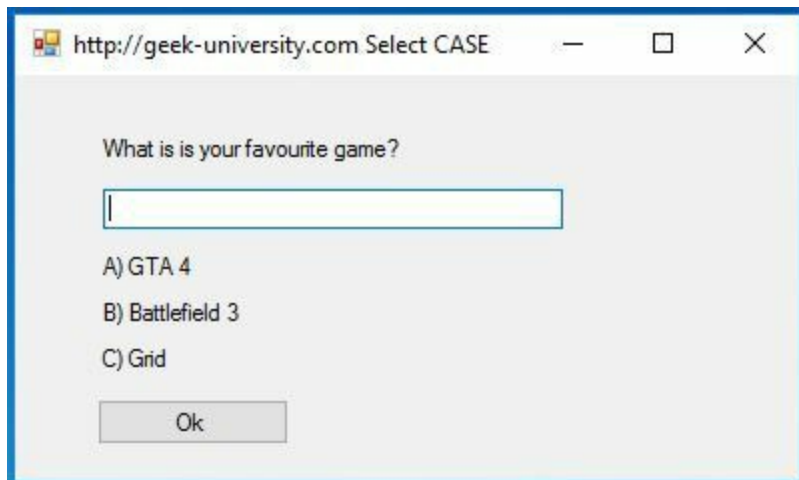 http://geek-university.com Select CASE
What is is your favourite game?
A) GTA 4
B) Battlefield 3
C) Grid
Ok